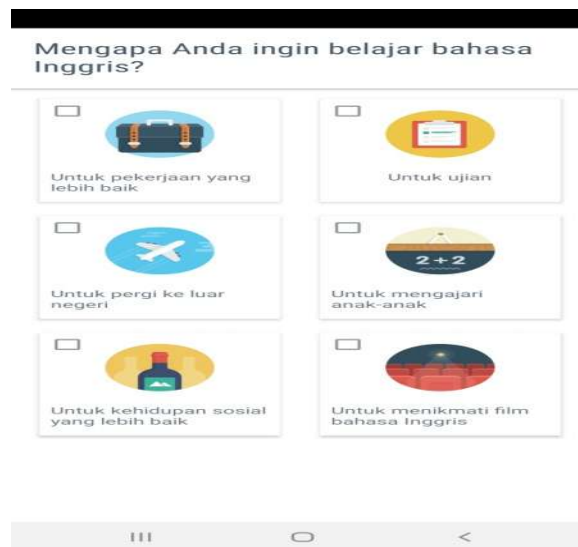 Mengapa Anda ingin belajar bahasa
Inggris?
Untuk pekerjaan yang
lebih baik
Untuk ujian
Untuk pergi ke luar
negeri
2+2
Untuk mengajari
anak-anak
Untuk kehidupan sosial
yang lebih baik
Untuk menikmati film
bahasa Inggris